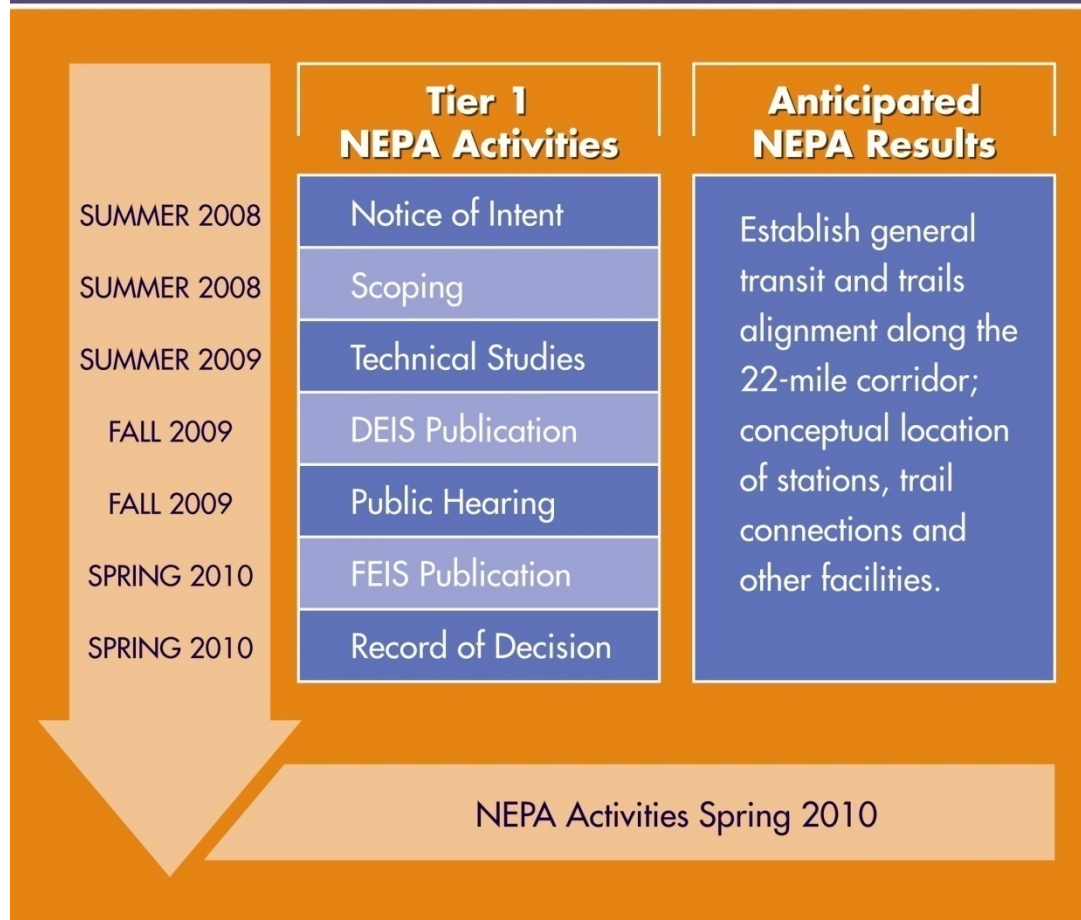 Tier 1
NEPA Activities
Anticipated
NEPA Results
SUMMER 2008
Notice of Intent
SUMMER 2008
Scoping
SUMMER 2009
Technical Studies
FALL 2009
DEIS Publication
FALL 2009
Public Hearing
SPRING 2010
FEIS Publication
SPRING 2010
Record of Decision
Establish general
transit and trails
alignment along the
22-mile corridor;
conceptual location
of stations, trail
connections and
other facilities.
NEPA Activities Spring 2010